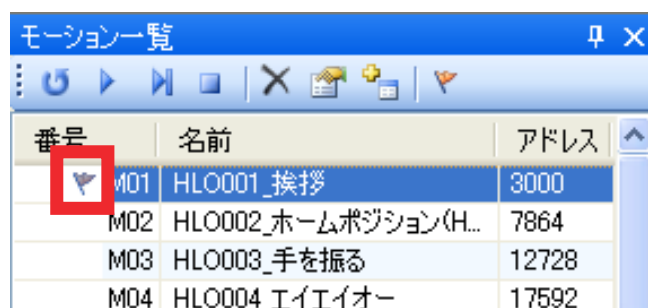 モーション一覧
番号 名前 アドレス
M01 HLO001_挨拶 3000
M02 HLO002_ホームポジション(H... 7864
M03 HLO003_手を振る 12728
M04 HLO004_エイエイオー 17592